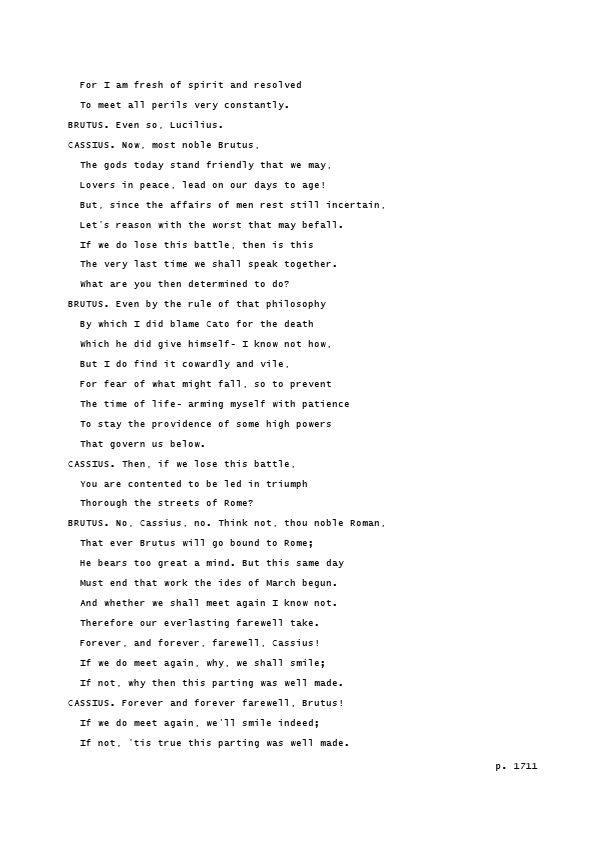 For I am fresh of spirit and resolved
To meet all perils very constantly.
BRUTUS. Even so, Lucilius.
CASSIUS. Now, most noble Brutus,
The gods today stand friendly that we may,
Lovers in peace, lead on our days to age!
But, since the affairs of men rest still incertain,
Let's reason with the worst that may befall.
If we do lose this battle, then is this
The very last time we shall speak together.
What are you then determined to do?
BRUTUS. Even by the rule of that philosophy
By which I did blame Cato for the death
Which he did give himself- I know not how,
But I do find it cowardly and vile,
For fear of what might fall, so to prevent
The time of life- arming myself with patience
To stay the providence of some high powers
That govern us below.
CASSIUS. Then, if we lose this battle,
You are contented to be led in triumph
Thorough the streets of Rome?
BRUTUS. No, Cassius, no. Think not, thou noble Roman,
That ever Brutus will go bound to Rome;
He bears too great a mind. But this same day
Must end that work the ides of March begun.
And whether we shall meet again I know not.
Therefore our everlasting farewell take.
Forever, and forever, farewell, Cassius!
If we do meet again, why, we shall smile;
If not, why then this parting was well made.
CASSIUS. Forever and forever farewell, Brutus!
If we do meet again, we'll smile indeed;
If not, 'tis true this parting was well made.
p. 1711